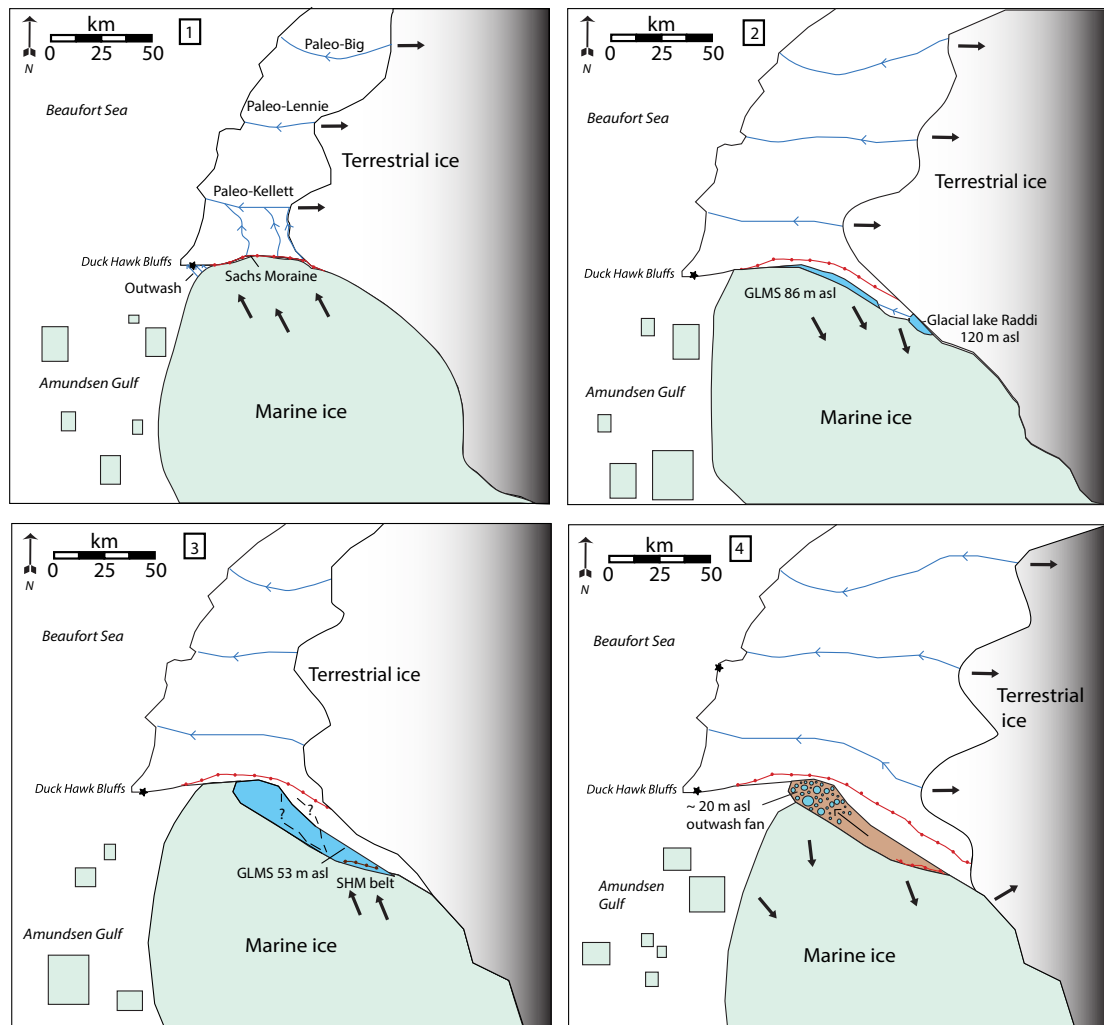 km
0 25 50
N
1
Paleo-Big
Beaufort Sea
Paleo-Lennie
Terrestrial ice
Paleo-Kellett
Duck Hawk Bluffs
Outwash
Sachs Moraine
Amundsen Gulf
Marine ice
km
0 25 50
N
2
Beaufort Sea
Terrestrial ice
Duck Hawk Bluffs
GLMS 86 m asl
Glacial lake Raddi
120 m asl
Amundsen Gulf
Marine ice
km
0 25 50
N
3
Beaufort Sea
Terrestrial ice
Duck Hawk Bluffs
? ?
GLMS 53 m asl
SHM belt
Amundsen Gulf
Marine ice
km
0 25 50
N
4
Beaufort Sea
Terrestrial
ice
Duck Hawk Bluffs
~ 20 m asl
outwash fan
Amundsen
Gulf
Marine ice